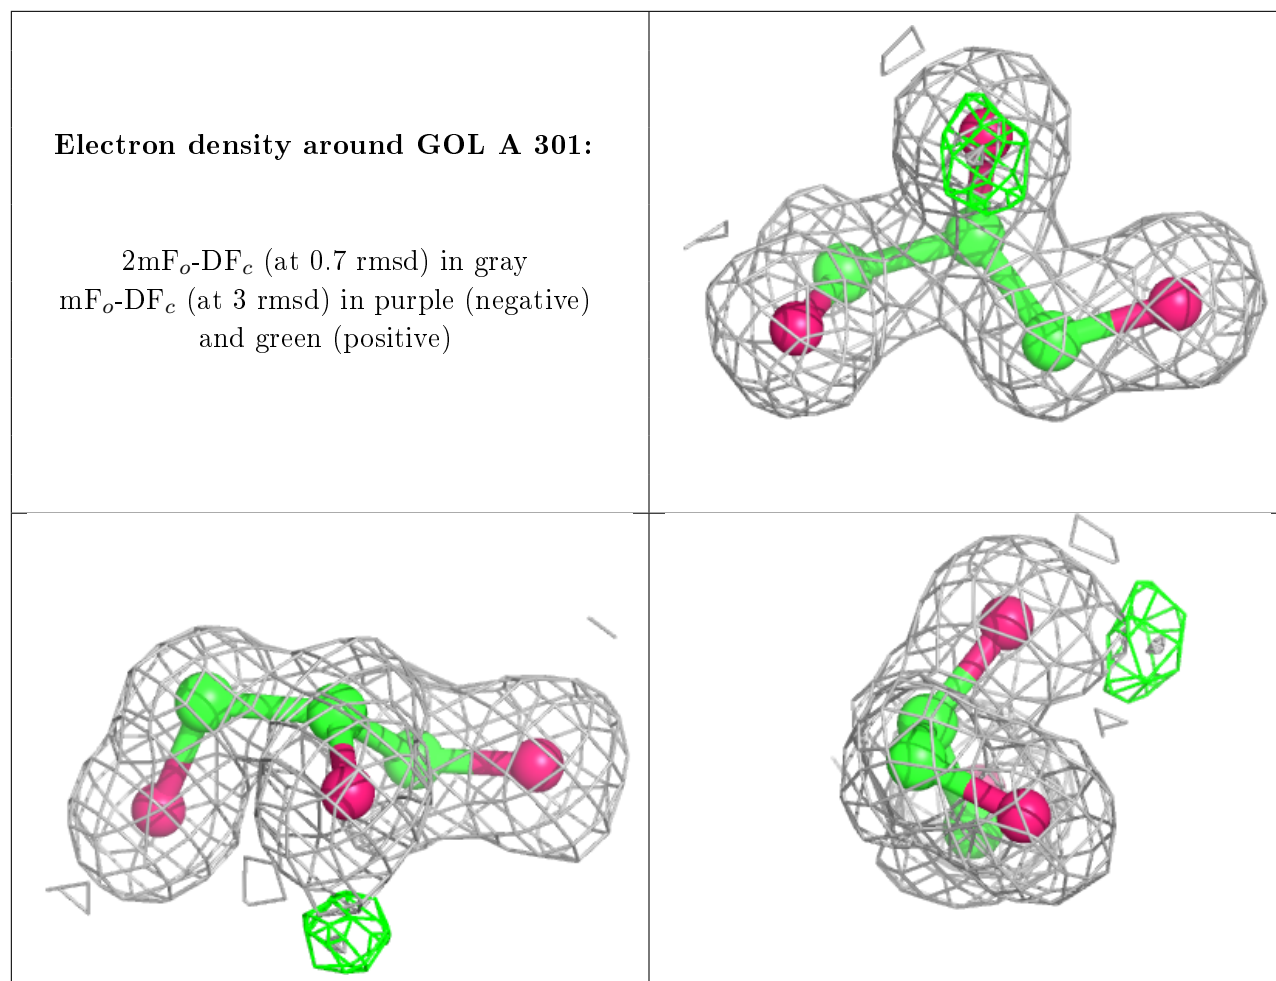 Electron density around GOL A 301:
2mFo-DFc (at 0.7 rmsd) in gray
mFo-DFc (at 3 rmsd) in purple (negative)
and green (positive)